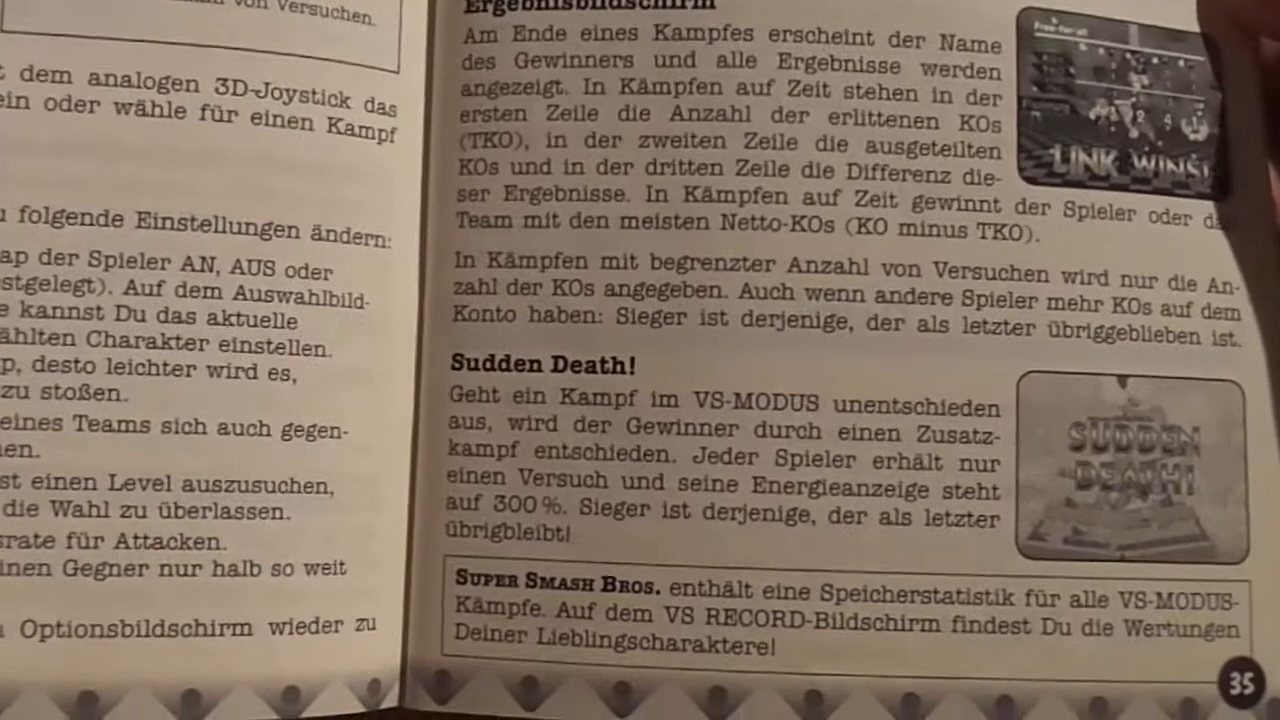 von Versuchen.
dem analogen 3D-Joystick das
ein oder wähle für einen Kampf
folgende Einstellungen ändern:
der Spieler AN, AUS oder
Auf dem Auswahlbild-
kannst Du das aktuelle
Charakter einstellen.
desto leichter wird es,
zu stoßen.
eines Teams sich auch gegen-
einen Level auszusuchen,
die Wahl zu überlassen.
für Attacken.
Gegner nur halb so weit
Optionsbildschirm wieder zu
Ergebnisbildschirm
Am Ende eines Kampfes erscheint der Name
des Gewinners und alle Ergebnisse werden
angezeigt. In Kämpfen auf Zeit stehen in der
ersten Zeile die Anzahl der erlittenen KOs
(TKO), in der zweiten Zeile die ausgeteilten
KOs und in der dritten Zeile die Differenz die-
ser Ergebnisse. In Kämpfen auf Zeit gewinnt der Spieler oder
Team mit den meisten Netto-KOs (KO minus TKO).
Free-for-all
LINK WINS!
In Kämpfen mit begrenzter Anzahl von Versuchen wird nur die An-
zahl der KOs angegeben. Auch wenn andere Spieler mehr KOs auf dem
Konto haben: Sieger ist derjenige, der als letzter übriggeblieben ist.
Sudden Death!
Geht ein Kampf im VS-MODUS unentschieden
aus, wird der Gewinner durch einen Zusatz-
kampf entschieden. Jeder Spieler erhält nur
einen Versuch und seine Energieanzeige steht
auf 300 %. Sieger ist derjenige, der als letzter
übrigbleibt!
SUDDEN
DEATH!
SUPER SMASH BROS. enthält eine Speicherstatistik für alle VS-MODUS-
Kämpfe. Auf dem VS RECORD-Bildschirm findest Du die Wertungen
Deiner Lieblingscharaktere!
35